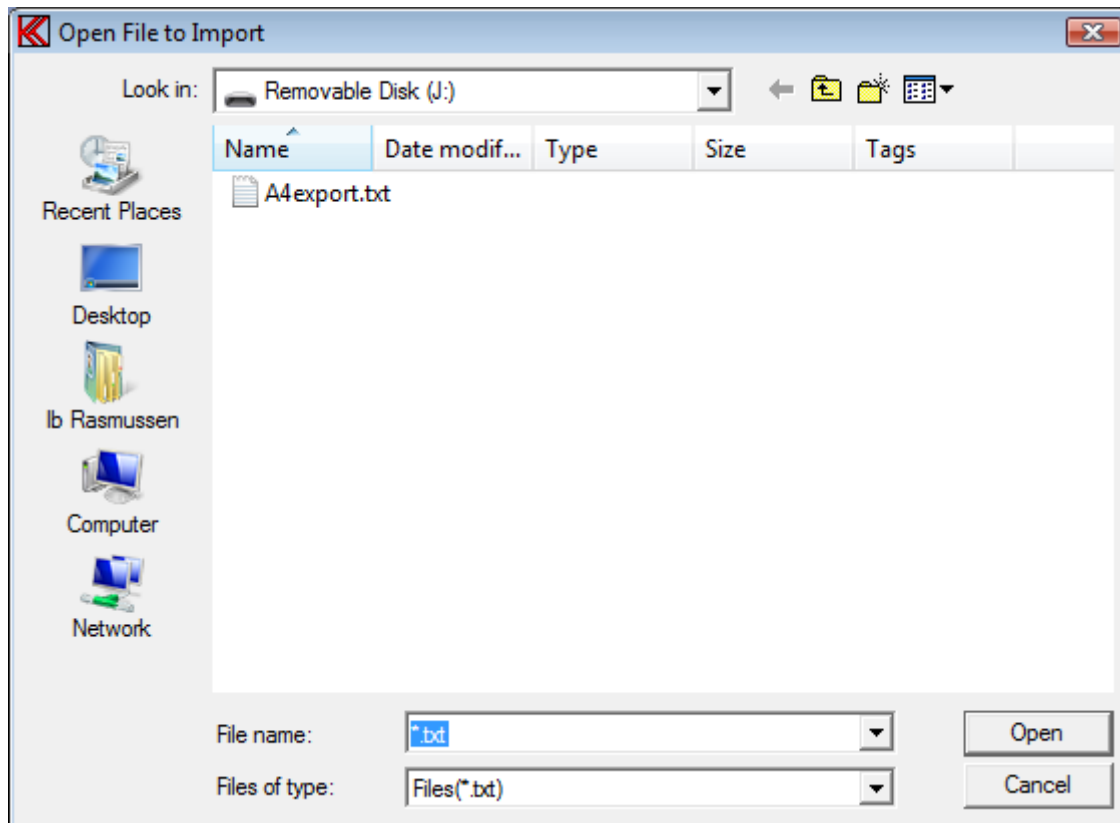 Open File to Import
Look in: Removable Disk (J:)
Name Date modif... Type Size Tags
A4export.txt
Recent Places
Desktop
Ib Rasmussen
Computer
Network
File name: *.txt Open
Files of type: Files(*.txt) Cancel